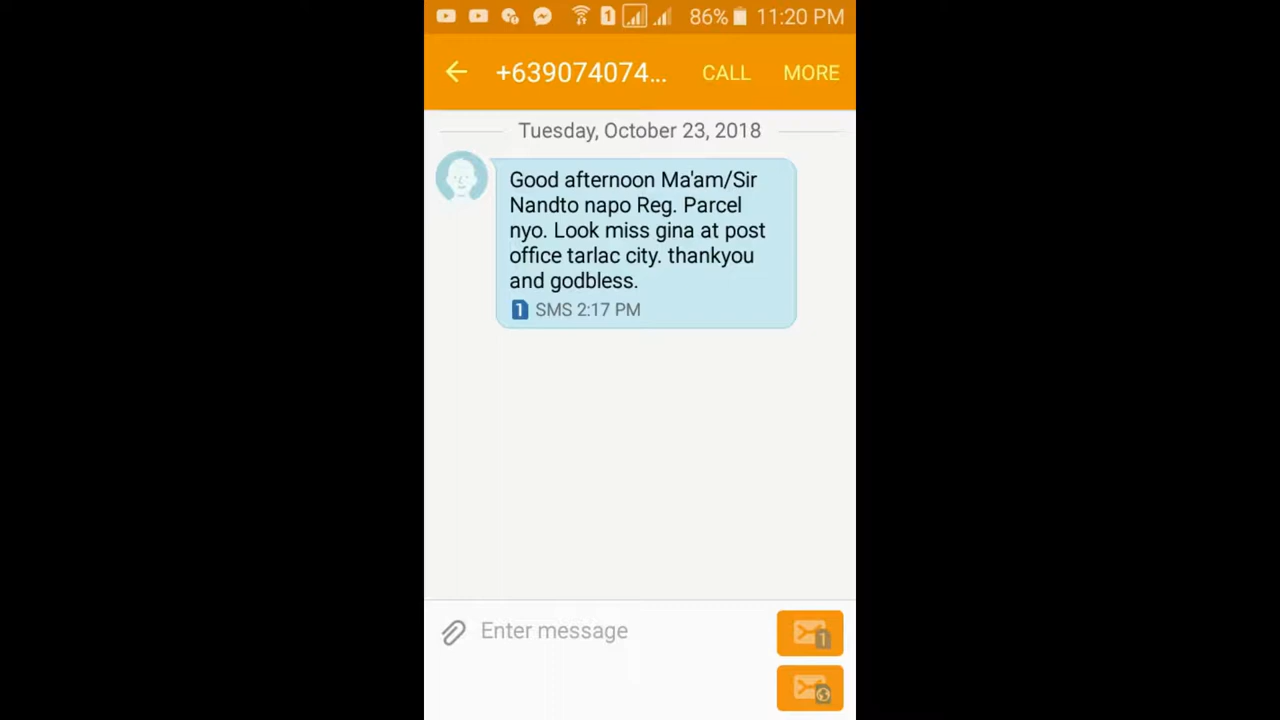 86% 11:20 PM
+639074074... CALL MORE
Tuesday, October 23, 2018
Good afternoon Ma'am/Sir
Nandto napo Reg. Parcel
nyo. Look miss gina at post
office tarlac city. thankyou
and godbless.
1 SMS 2:17 PM
Enter message
1